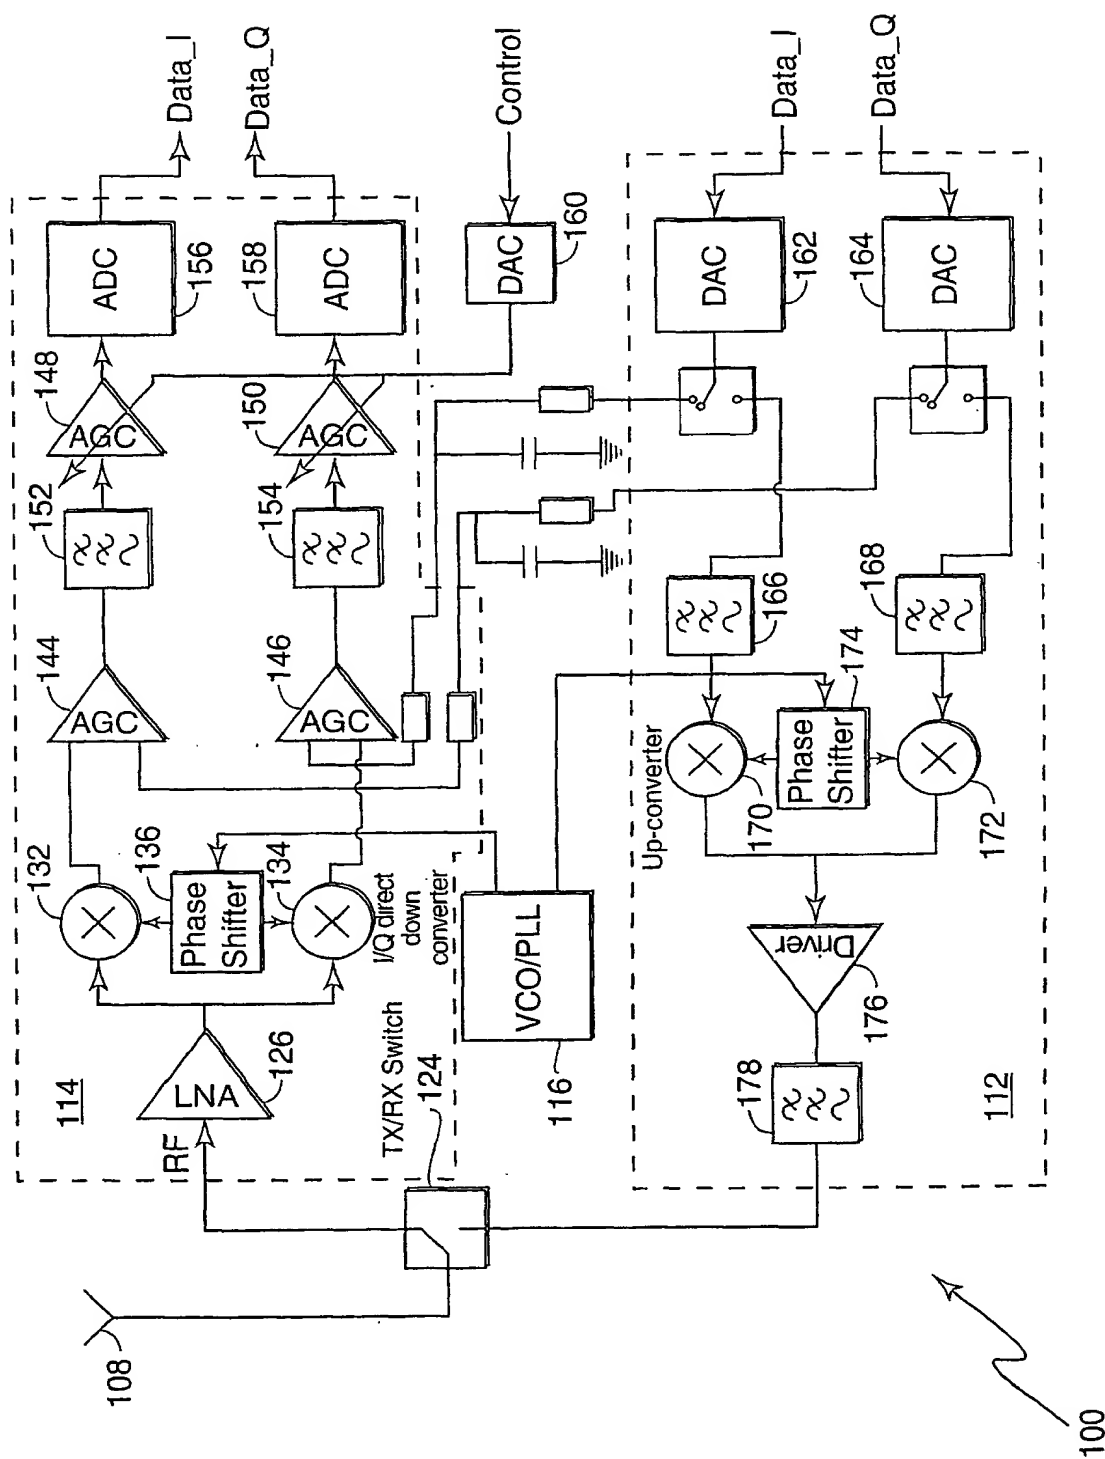 108
100
114
RF
LNA
126
132
Phase
Shifter
136
134
I/Q direct
down
converter
144
AGC
146
AGC
152
154
148
AGC
150
AGC
ADC
156
ADC
158
Data_I
Data_Q
Control
DAC
160
TX/RX Switch
124
VCO/PLL
116
Up-converter
170
Phase
Shifter
174
172
166
168
DAC
162
DAC
164
Data_I
Data_Q
Driver
176
178
112